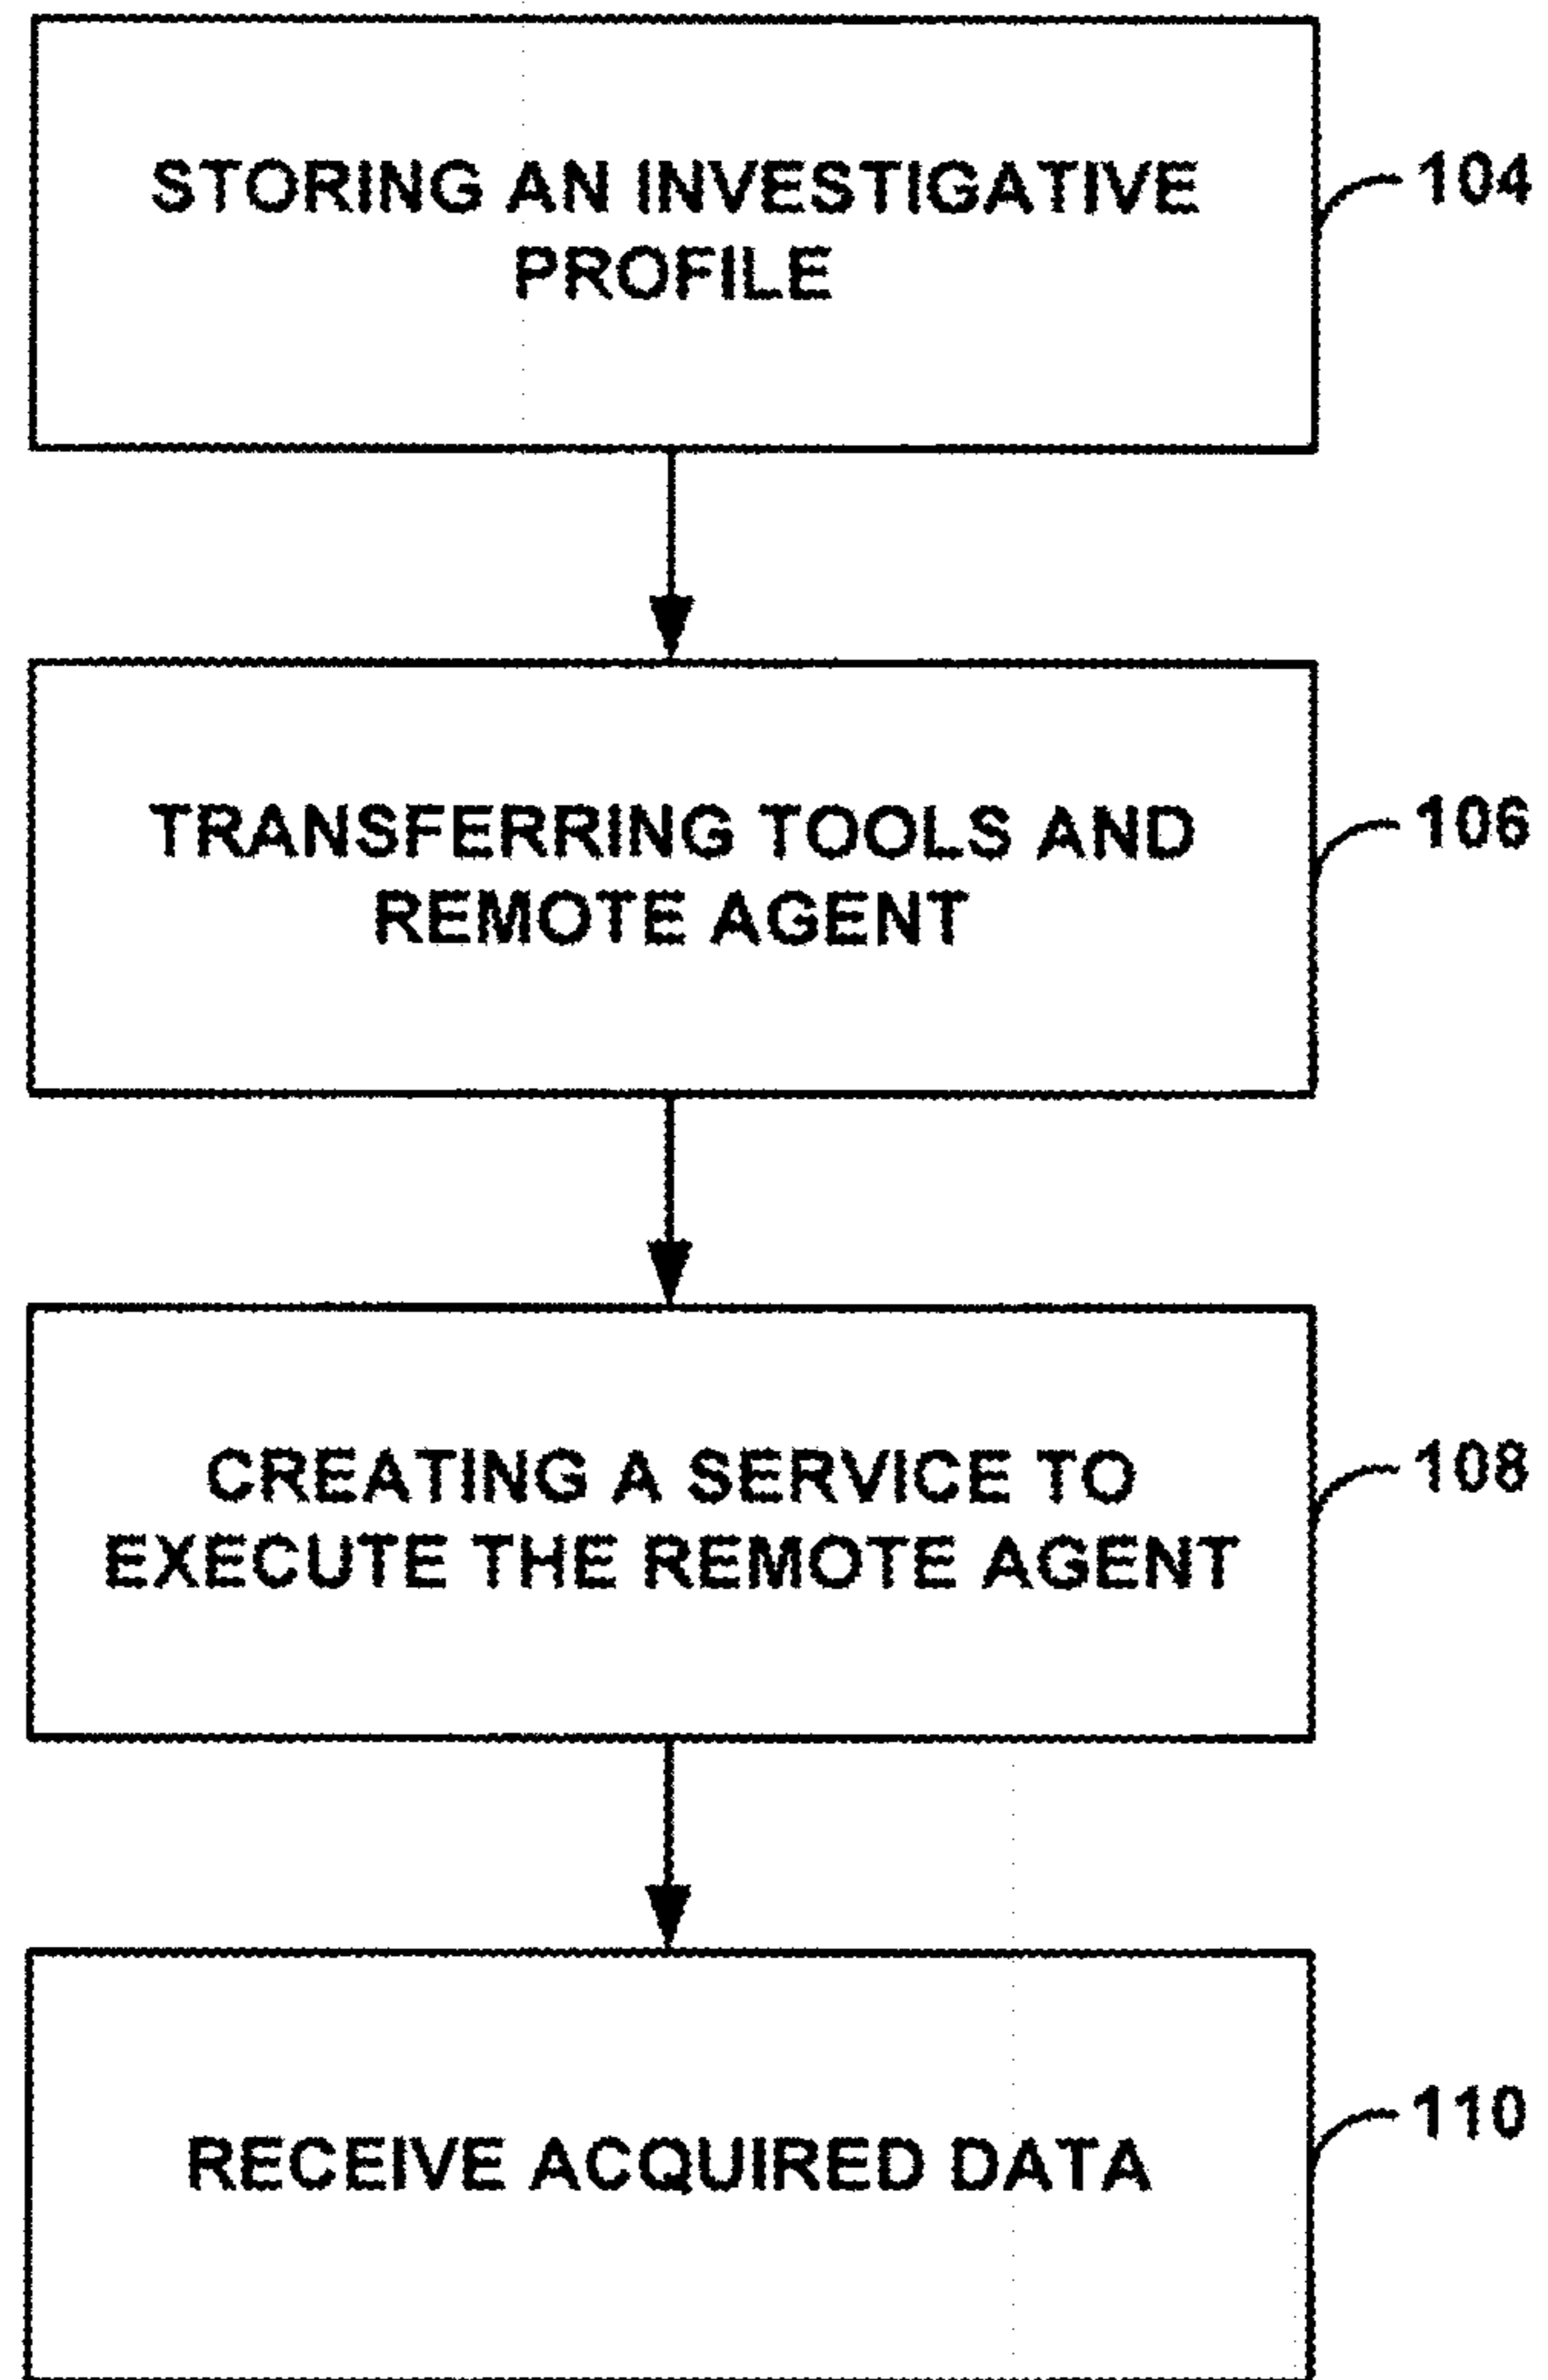 STORING AN INVESTIGATIVE
PROFILE
104
TRANSFERRING TOOLS AND
REMOTE AGENT
106
CREATING A SERVICE TO
EXECUTE THE REMOTE AGENT
108
RECEIVE ACQUIRED DATA
110